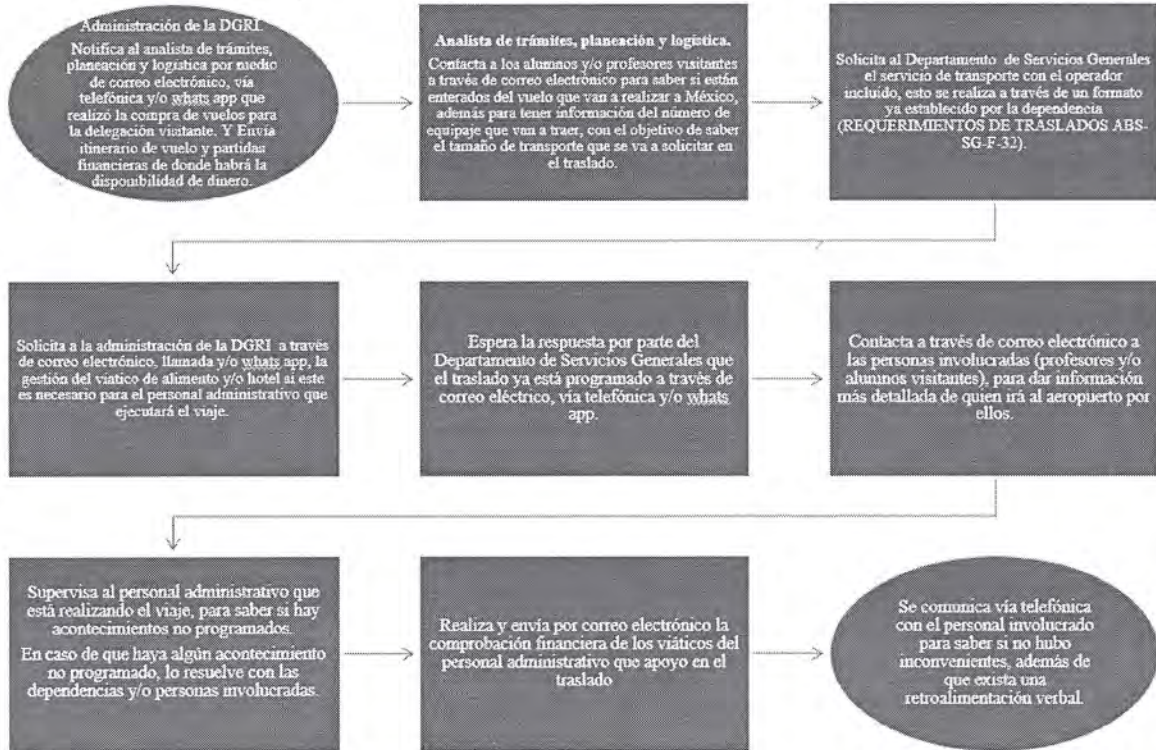 Administración de la DGRI.
Notifica al analista de trámites,
planeación y logística por medio
de correo electrónico, vía
telefónica y/o whats app que
realizó la compra de vuelos para
la delegación visitante. Y Envía
itinerario de vuelo y partidas
financieras de donde habrá la
disponibilidad de dinero.
Analista de trámites, planeación y logística.
Contacta a los alumnos y/o profesores visitantes
a través de correo electrónico para saber si están
enterados del vuelo que van a realizar a México,
además para tener información del número de
equipaje que van a traer, con el objetivo de saber
el tamaño de transporte que se va a solicitar en
el traslado.
Solicita al Departamento de Servicios Generales
el servicio de transporte con el operador
incluido, esto se realiza a través de un formato
ya establecido por la dependencia
(REQUERIMIENTOS DE TRASLADOS ABS-
SG-F-32).
Solicita a la administración de la DGRI a través
de correo electrónico, llamada y/o whats app, la
gestión del viático de alimento y/o hotel si este
es necesario para el personal administrativo que
ejecutará el viaje.
Espera la respuesta por parte del
Departamento de Servicios Generales que
el traslado ya está programado a través de
correo eléctrico, vía telefónica y/o whats
app.
Contacta a través de correo electrónico a
las personas involucradas (profesores y/o
alumnos visitantes), para dar información
más detallada de quien irá al aeropuerto por
ellos.
Supervisa al personal administrativo que
está realizando el viaje, para saber si hay
acontecimientos no programados.
En caso de que haya algún acontecimiento
no programado, lo resuelve con las
dependencias y/o personas involucradas.
Realiza y envía por correo electrónico la
comprobación financiera de los viáticos del
personal administrativo que apoyo en el
traslado
Se comunica vía telefónica
con el personal involucrado
para saber si no hubo
inconvenientes, además de
que exista una
retroalimentación verbal.